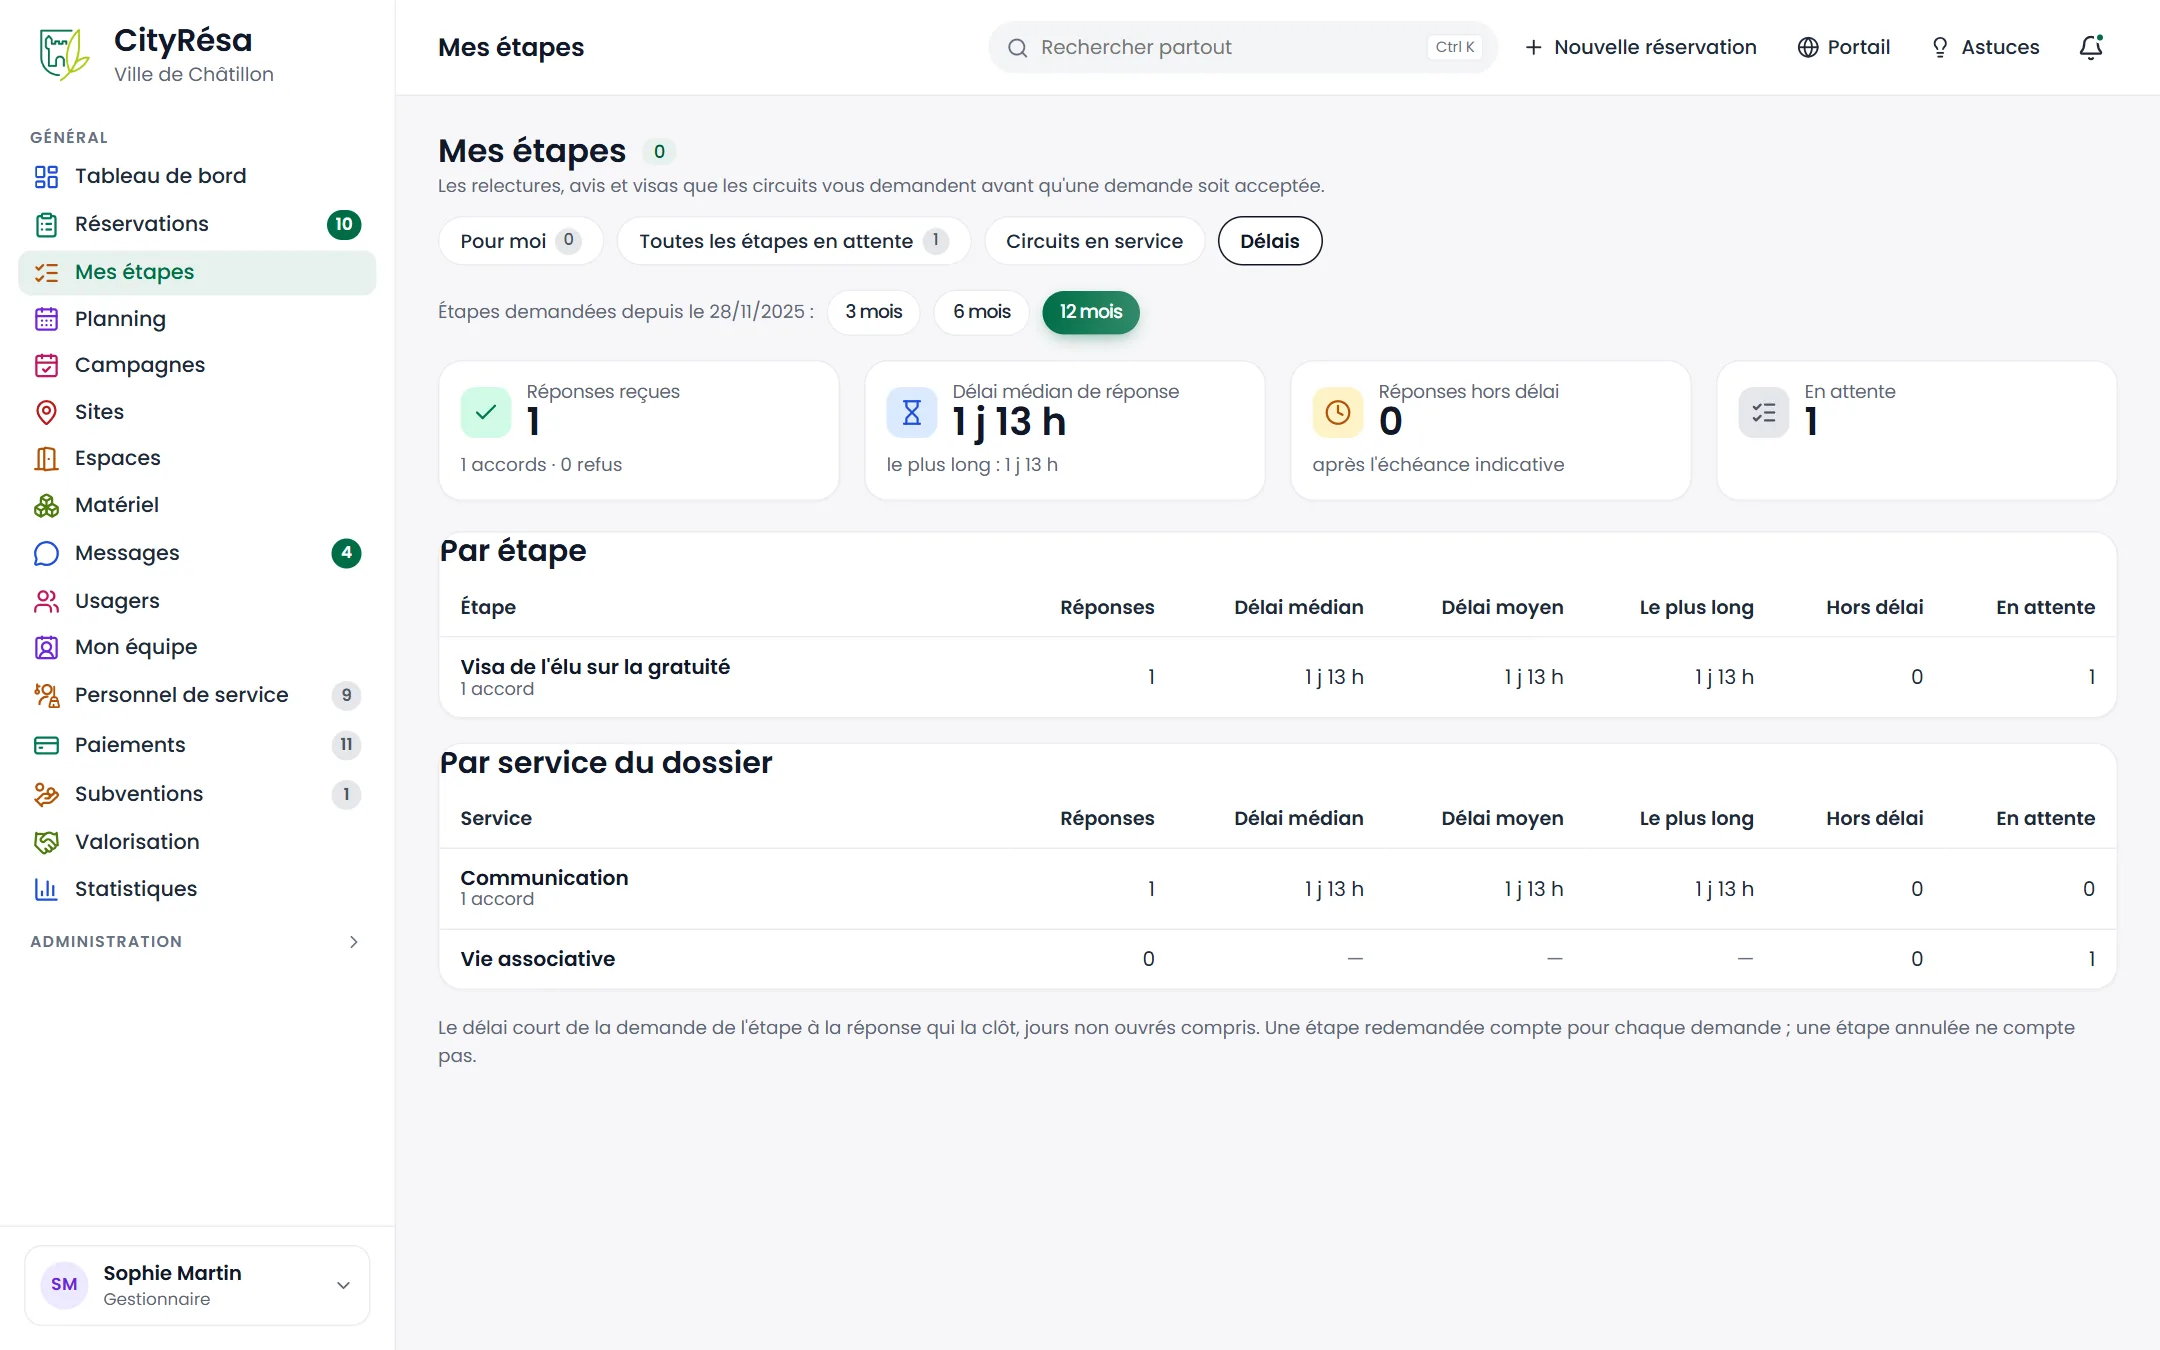 CityRésa
Ville de Châtillon
GÉNÉRAL
Tableau de bord
Réservations 10
Mes étapes
Planning
Campagnes
Sites
Espaces
Matériel
Messages 4
Usagers
Mon équipe
Personnel de service 9
Paiements 11
Subventions 1
Valorisation
Statistiques
ADMINISTRATION
SM
Sophie Martin
Gestionnaire
Mes étapes
Rechercher partout Ctrl K
Nouvelle réservation
Portail
Astuces
Mes étapes 0
Les relectures, avis et visas que les circuits vous demandent avant qu'une demande soit acceptée.
Pour moi 0 Toutes les étapes en attente 1 Circuits en service Délais
Étapes demandées depuis le 28/11/2025 : 3 mois 6 mois 12 mois
Réponses reçues
1
1 accords · 0 refus
Délai médian de réponse
1 j 13 h
le plus long : 1 j 13 h
Réponses hors délai
0
après l'échéance indicative
En attente
1
Par étape
Étape Réponses Délai médian Délai moyen Le plus long Hors délai En attente
Visa de l'élu sur la gratuité 1 1 j 13 h 1 j 13 h 1 j 13 h 0 1
1 accord
Par service du dossier
Service Réponses Délai médian Délai moyen Le plus long Hors délai En attente
Communication 1 1 j 13 h 1 j 13 h 1 j 13 h 0 0
1 accord
Vie associative 0 — — — 0 1
Le délai court de la demande de l'étape à la réponse qui la clôt, jours non ouvrés compris. Une étape redemandée compte pour chaque demande ; une étape annulée ne compte
pas.